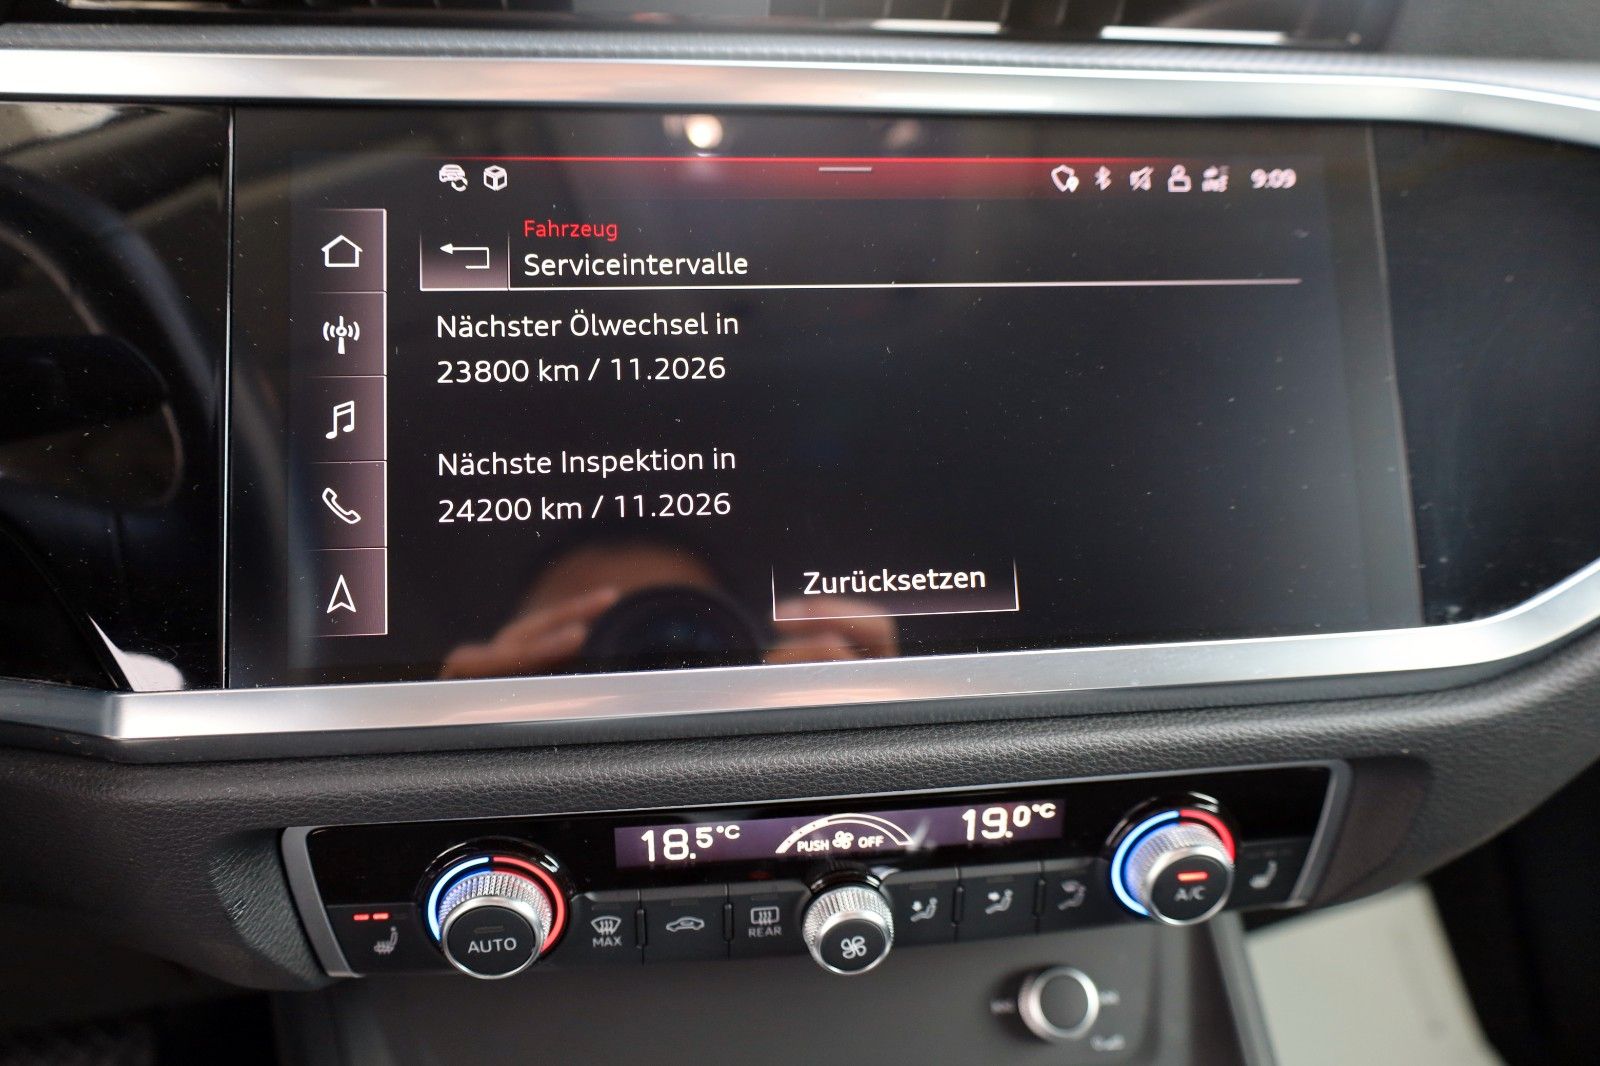 9:09
Fahrzeug
Serviceintervalle
Nächster Ölwechsel in
23800 km / 11.2026
Nächste Inspektion in
24200 km / 11.2026
Zurücksetzen
18.5°C
PUSH OFF
19.0°C
AUTO
MAX
REAR
A/C